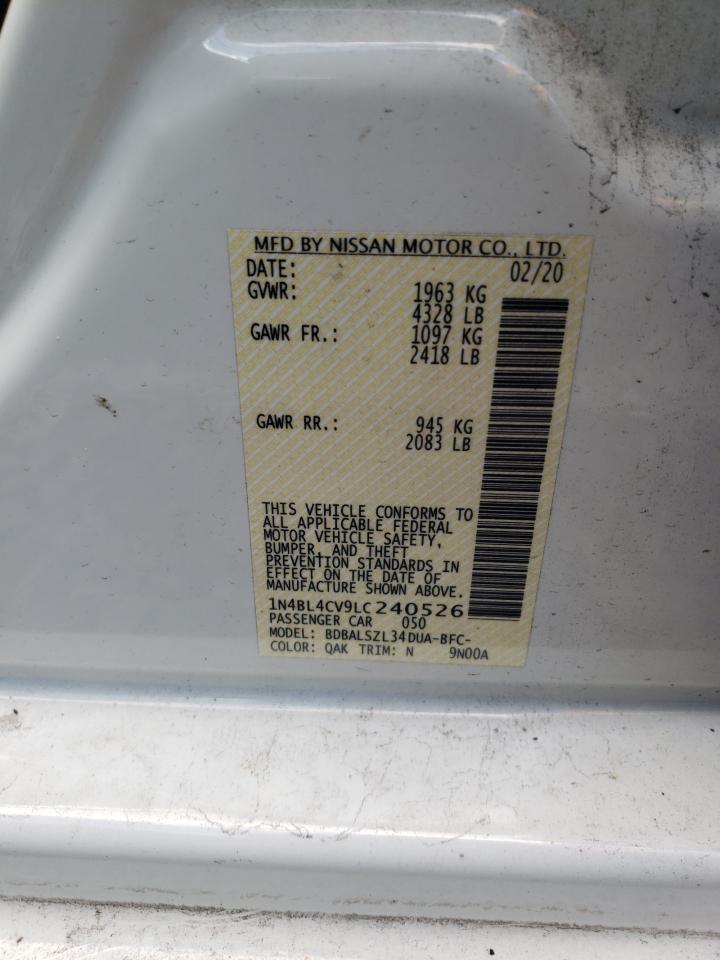 MFD BY NISSAN MOTOR CO., LTD.
DATE: 02/20
GVWR: 1963 KG
4328 LB
GAWR FR.: 1097 KG
2418 LB
GAWR RR.: 945 KG
2083 LB
THIS VEHICLE CONFORMS TO
ALL APPLICABLE FEDERAL
MOTOR VEHICLE SAFETY,
BUMPER, AND THEFT
PREVENTION STANDARDS IN
EFFECT ON THE DATE OF
MANUFACTURE SHOWN ABOVE.
1N4BL4CV9LC240526
PASSENGER CAR 050
MODEL: BDBALSZL34DUA-BFC-
COLOR: QAK TRIM: N 9N00A